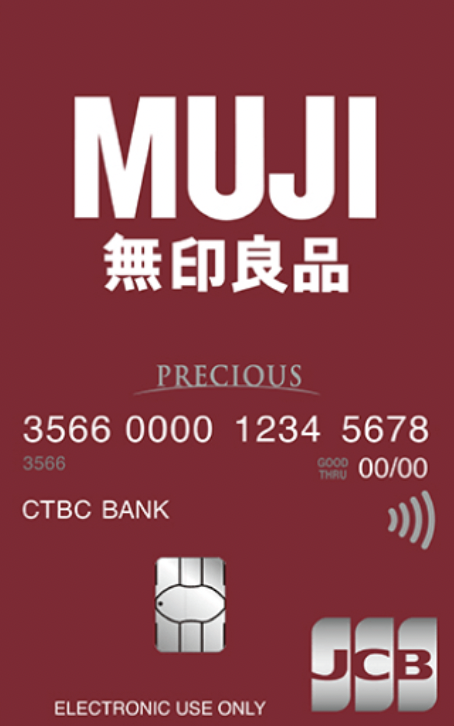 MUJI
無印良品
PRECIOUS
3566 0000 1234 5678
3566 GOOD THRU 00/00
CTBC BANK
JCB
ELECTRONIC USE ONLY